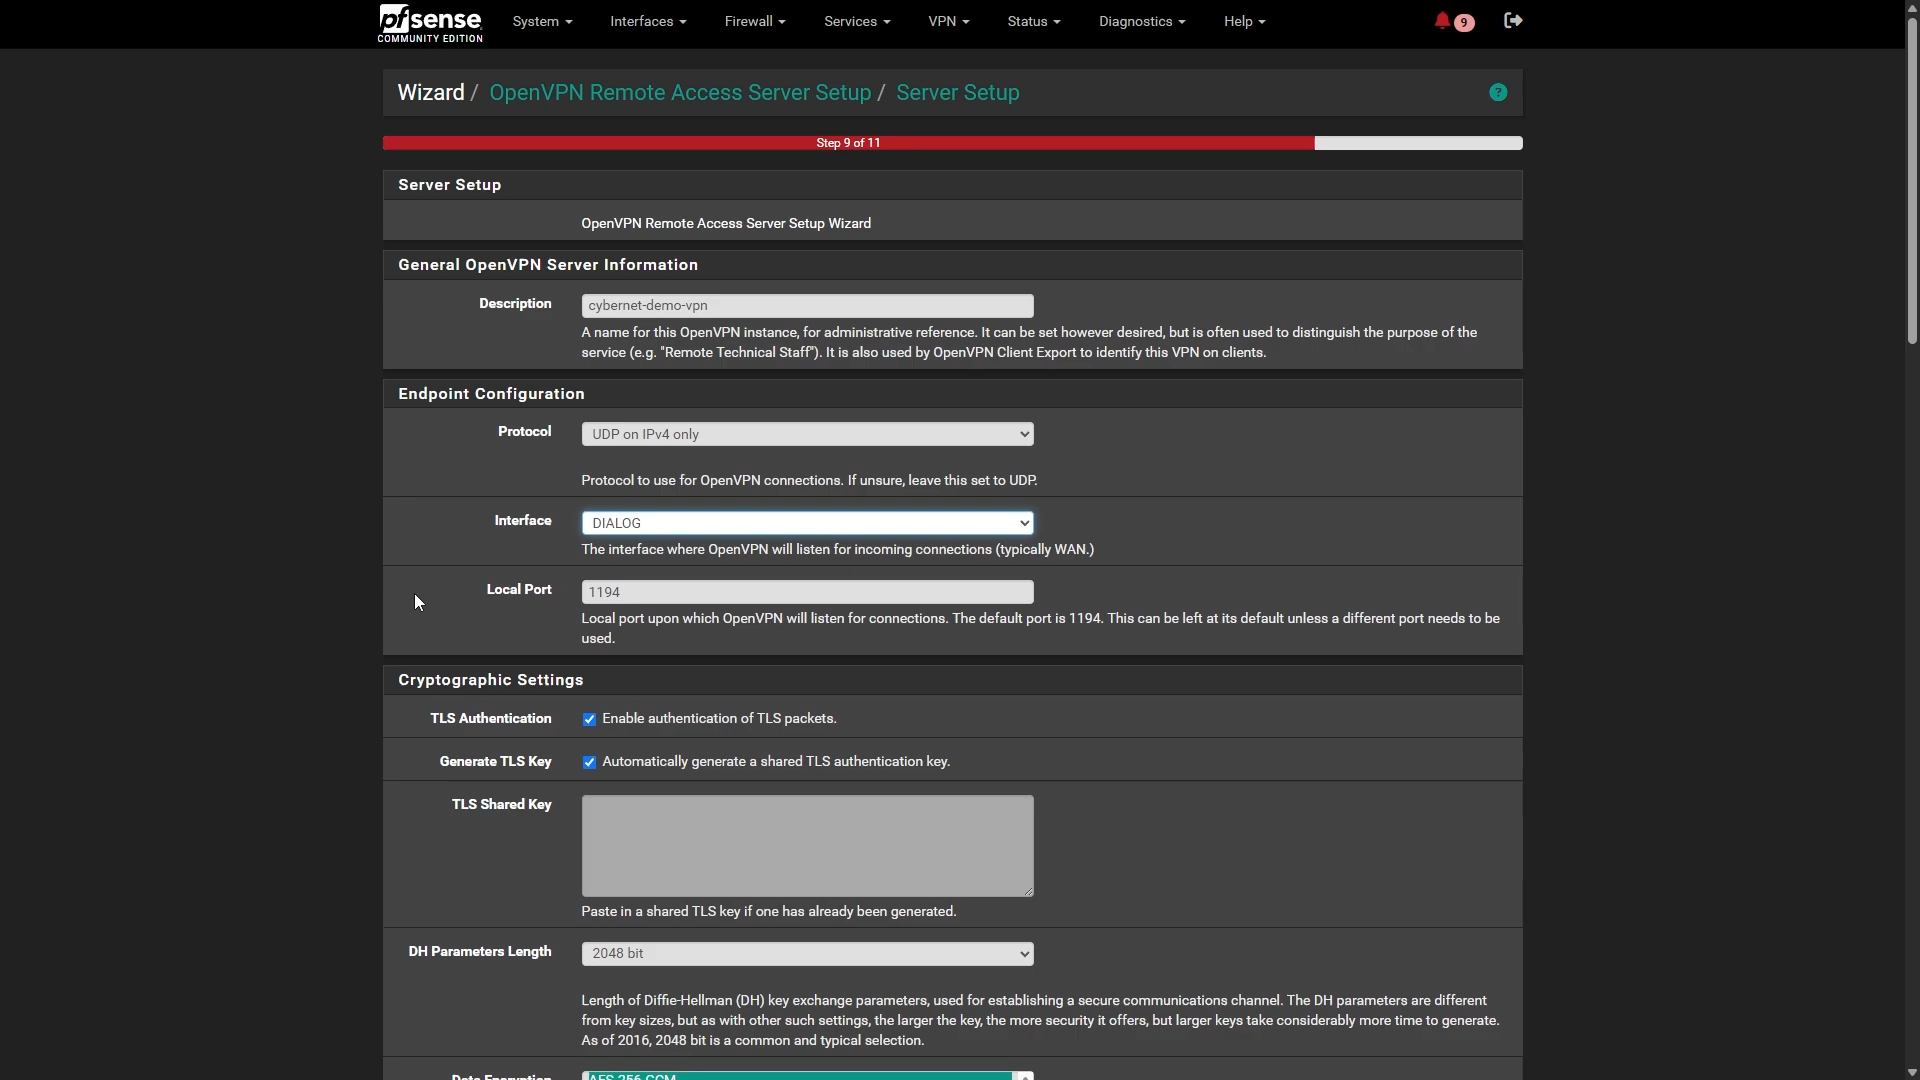 pfsense
COMMUNITY EDITION
System
Interfaces
Firewall
Services
VPN
Status
Diagnostics
Help
9
Wizard / OpenVPN Remote Access Server Setup / Server Setup
?
Step 9 of 11
Server Setup
OpenVPN Remote Access Server Setup Wizard
General OpenVPN Server Information
Description
cybernet-demo-vpn
A name for this OpenVPN instance, for administrative reference. It can be set however desired, but is often used to distinguish the purpose of the
service (e.g. "Remote Technical Staff"). It is also used by OpenVPN Client Export to identify this VPN on clients.
Endpoint Configuration
Protocol
UDP on IPv4 only
Protocol to use for OpenVPN connections. If unsure, leave this set to UDP.
Interface
DIALOG
The interface where OpenVPN will listen for incoming connections (typically WAN.)
Local Port
1194
Local port upon which OpenVPN will listen for connections. The default port is 1194. This can be left at its default unless a different port needs to be
used.
Cryptographic Settings
TLS Authentication
Enable authentication of TLS packets.
Generate TLS Key
Automatically generate a shared TLS authentication key.
TLS Shared Key
Paste in a shared TLS key if one has already been generated.
DH Parameters Length
2048 bit
Length of Diffie-Hellman (DH) key exchange parameters, used for establishing a secure communications channel. The DH parameters are different
from key sizes, but as with other such settings, the larger the key, the more security it offers, but larger keys take considerably more time to generate.
As of 2016, 2048 bit is a common and typical selection.
Data Encryption
AES-256-GCM